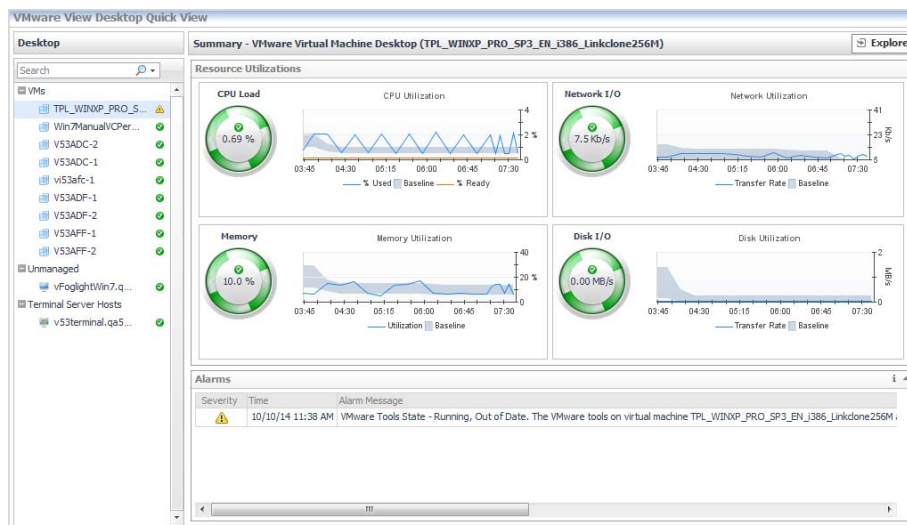 VMware View Desktop Quick View
Desktop
Search
VMs
TPL_WINXP_PRO_S...
Win7ManualVCPer...
V53ADC-2
V53ADC-1
vi53afc-1
V53ADF-1
V53ADF-2
V53AFF-1
V53AFF-2
Unmanaged
vFoglightWin7.q...
Terminal Server Hosts
v53terminal.qa5...
Summary - VMware Virtual Machine Desktop (TPL_WINXP_PRO_SP3_EN_i386_Linkclone256M)
Explore
Resource Utilizations
CPU Load
0.69 %
CPU Utilization
4
2 %
0
03:45 04:30 05:15 06:00 06:45 07:30
% Used Baseline % Ready
Network I/O
7.5 Kb/s
Network Utilization
41
23 Kb/s
5
03:45 04:30 05:15 06:00 06:45 07:30
Transfer Rate Baseline
Memory
10.0 %
Memory Utilization
40
20 %
0
03:45 04:30 05:15 06:00 06:45 07:30
Utilization Baseline
Disk I/O
0.00 MB/s
Disk Utilization
2
MB/s
0
03:45 04:30 05:15 06:00 06:45 07:30
Transfer Rate Baseline
Alarms
Severity Time Alarm Message
10/10/14 11:38 AM VMware Tools State - Running, Out of Date. The VMware tools on virtual machine TPL_WINXP_PRO_SP3_EN_i386_Linkclone256M